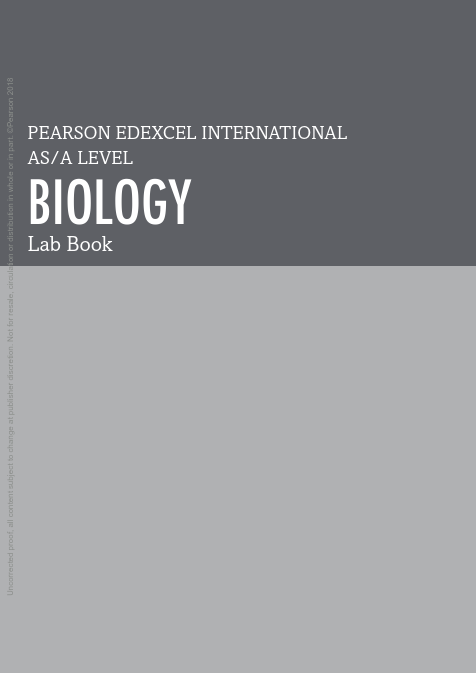 PEARSON EDEXCEL INTERNATIONAL
AS/A LEVEL
BIOLOGY
Lab Book
Uncorrected proof, all content subject to change at publisher discretion. Not for resale, circulation or distribution in whole or in part. ©Pearson 2018